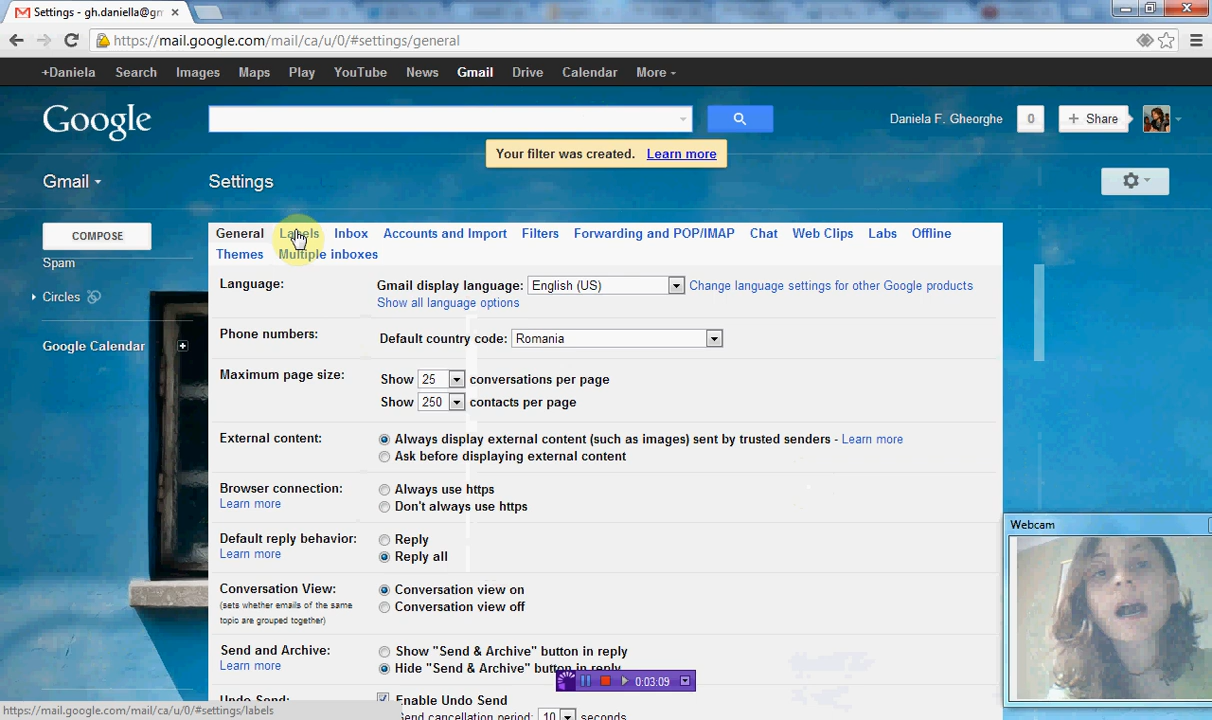 Settings - gh.daniella@gm
https://mail.google.com/mail/ca/u/0/#settings/general
+Daniela Search Images Maps Play YouTube News Gmail Drive Calendar More
Google
Daniela F. Gheorghe 0 + Share
Your filter was created. Learn more
Gmail
Settings
COMPOSE
Spam
Circles
Google Calendar
General Labels Inbox Accounts and Import Filters Forwarding and POP/IMAP Chat Web Clips Labs Offline
Themes Multiple inboxes
Language: Gmail display language: English (US) Change language settings for other Google products
Show all language options
Phone numbers: Default country code: Romania
Maximum page size: Show 25 conversations per page
Show 250 contacts per page
External content: Always display external content (such as images) sent by trusted senders - Learn more
Ask before displaying external content
Browser connection: Always use https
Learn more Don't always use https
Default reply behavior: Reply
Learn more Reply all
Conversation View: Conversation view on
(sets whether emails of the same Conversation view off
topic are grouped together)
Send and Archive: Show "Send & Archive" button in reply
Learn more Hide "Send & Archive" button in reply
0:03:09
Undo Send: Enable Undo Send
Send cancellation period: 10 seconds
Webcam
https://mail.google.com/mail/ca/u/0/#settings/labels